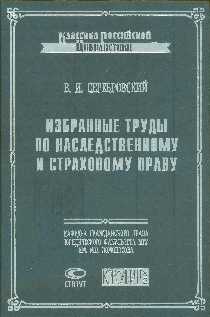 Классика Российской
Цивилистики
В. И. СЕРЕБРОВСКИЙ
ИЗБРАННЫЕ ТРУДЫ
ПО НАСЛЕДСТВЕННОМУ
И СТРАХОВОМУ ПРАВУ
КАФЕДРА ГРАЖДАНСКОГО ПРАВА
ЮРИДИЧЕСКОГО ФАКУЛЬТЕТА МГУ
ИМ. М.В. ЛОМОНОСОВА
СТАТУТ